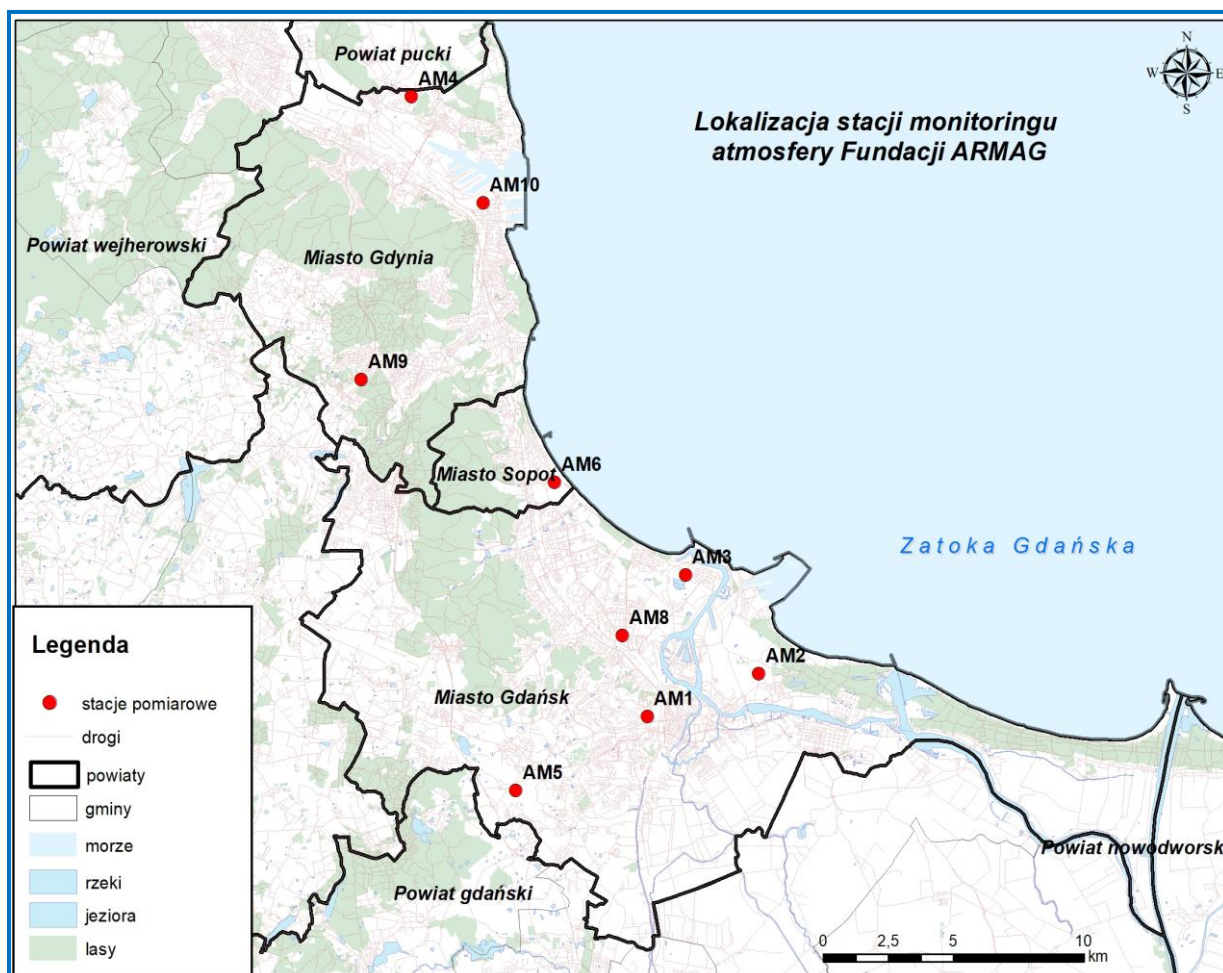 Powiat pucki
AM4
N
W E
S
Lokalizacja stacji monitoringu
atmosfery Fundacji ARMAG
AM10
Powiat wejherowski
Miasto Gdynia
AM9
Miasto Sopot
AM6
Zatoka Gdańska
AM3
AM8
AM2
Miasto Gdańsk
AM1
AM5
Powiat gdański
Powiat nowodworsk
Legenda
stacje pomiarowe
drogi
powiaty
gminy
morze
rzeki
jeziora
lasy
0 2,5 5 10
km